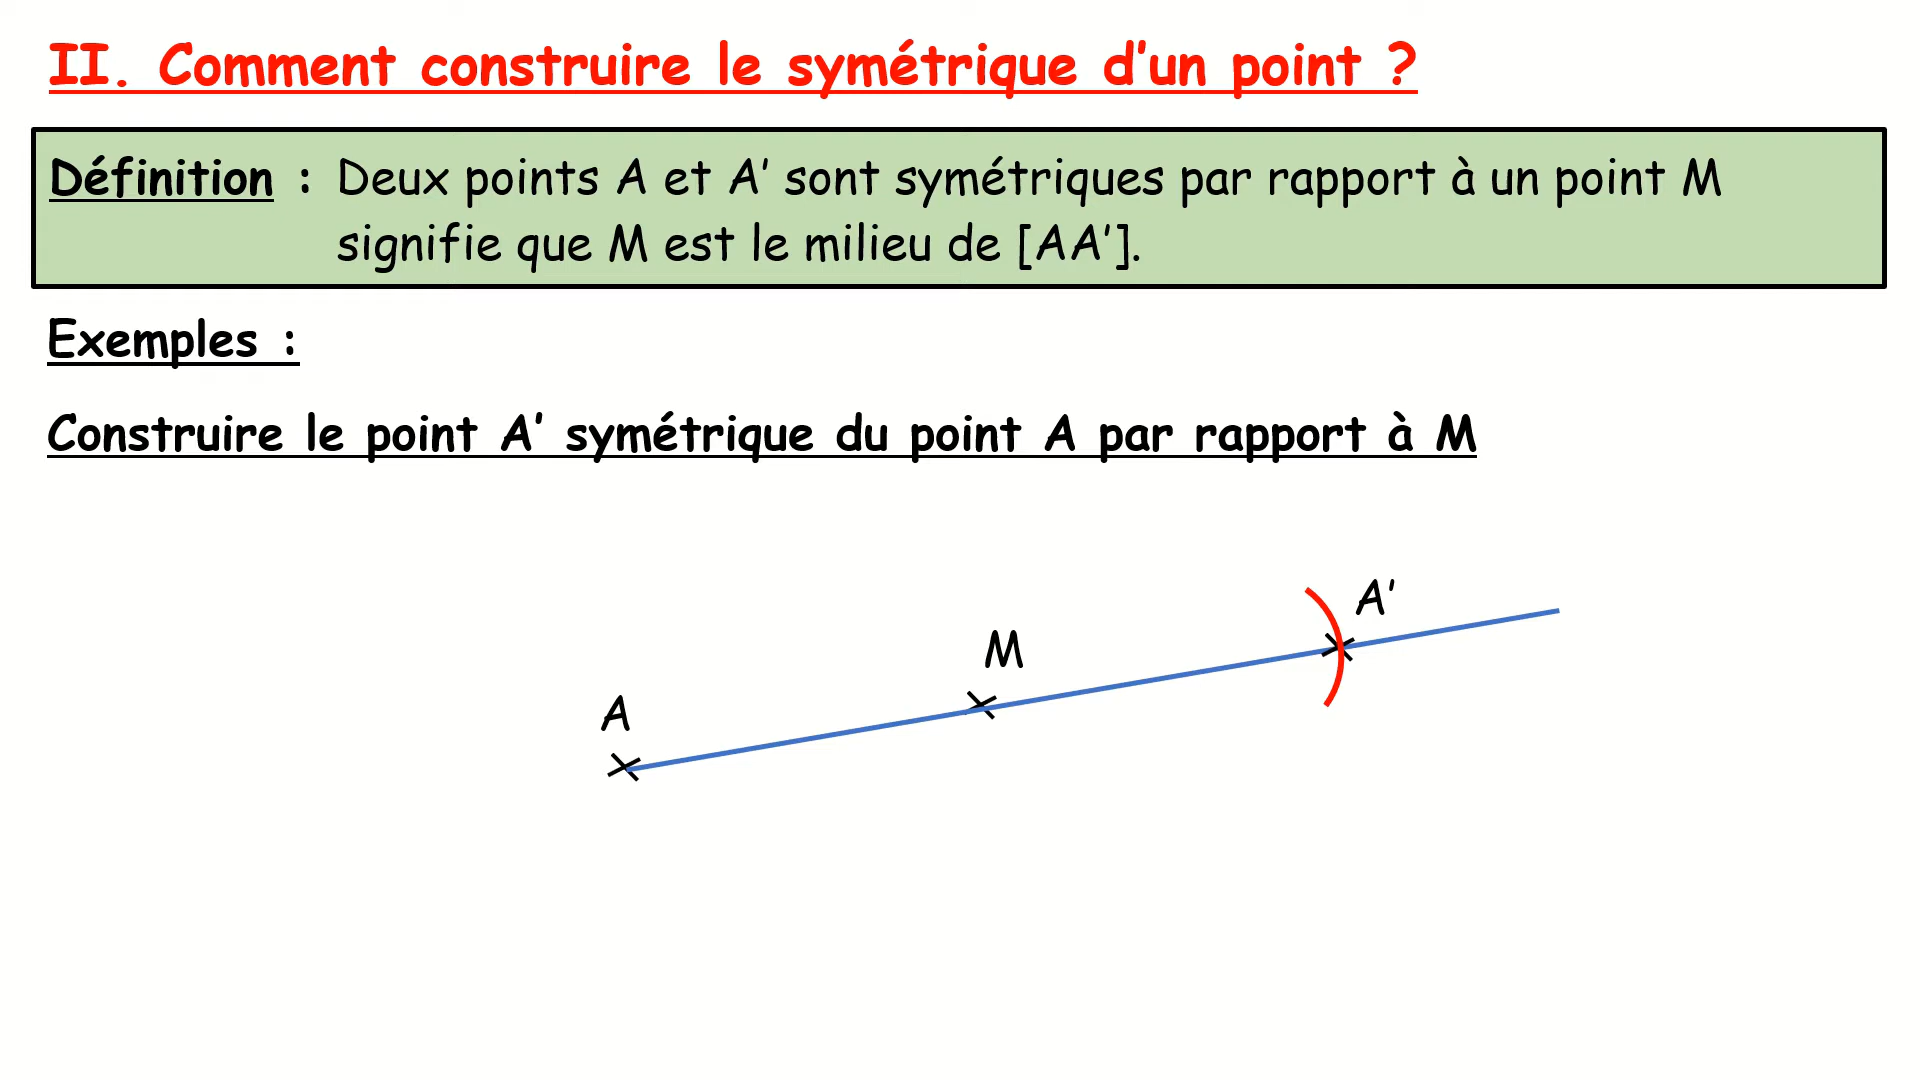 II. Comment construire le symétrique d'un point ?
Définition : Deux points A et A' sont symétriques par rapport à un point M
signifie que M est le milieu de [AA'].
Exemples :
Construire le point A' symétrique du point A par rapport à M
A'
M
A